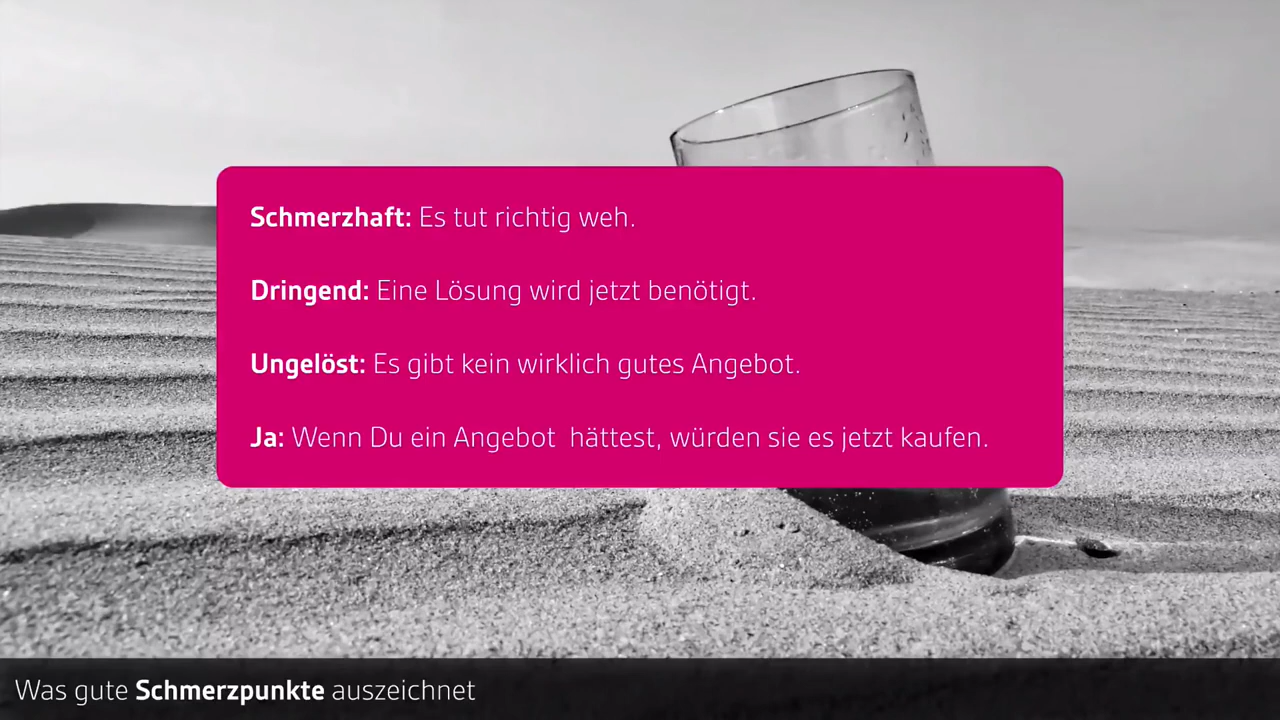 Schmerzhaft: Es tut richtig weh.
Dringend: Eine Lösung wird jetzt benötigt.
Ungelöst: Es gibt kein wirklich gutes Angebot.
Ja: Wenn Du ein Angebot  hättest, würden sie es jetzt kaufen.
Was gute Schmerzpunkte auszeichnet